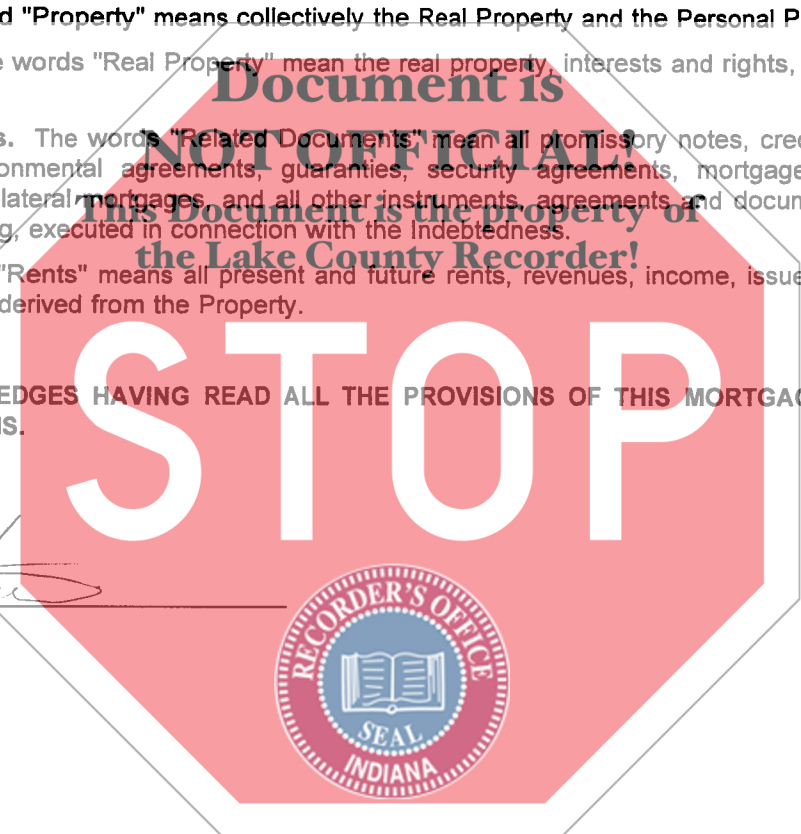 d "Property" means collectively the Real Property and the Personal P
e words "Real Property" mean the real property, interests and rights,
Document is
s. The words "Related Documents" mean all promissory notes, cred
NOT OFFICIAL!
onmental agreements, guaranties, security agreements, mortgage
lateral mortgages, and all other instruments, agreements and docum
This Document is the property of
g, executed in connection with the Indebtedness.
the Lake County Recorder!
"Rents" means all present and future rents, revenues, income, issue
derived from the Property.
EDGES HAVING READ ALL THE PROVISIONS OF THIS MORTGAG
IS.
STOP
RECORDER'S OFFICE
SEAL
INDIANA